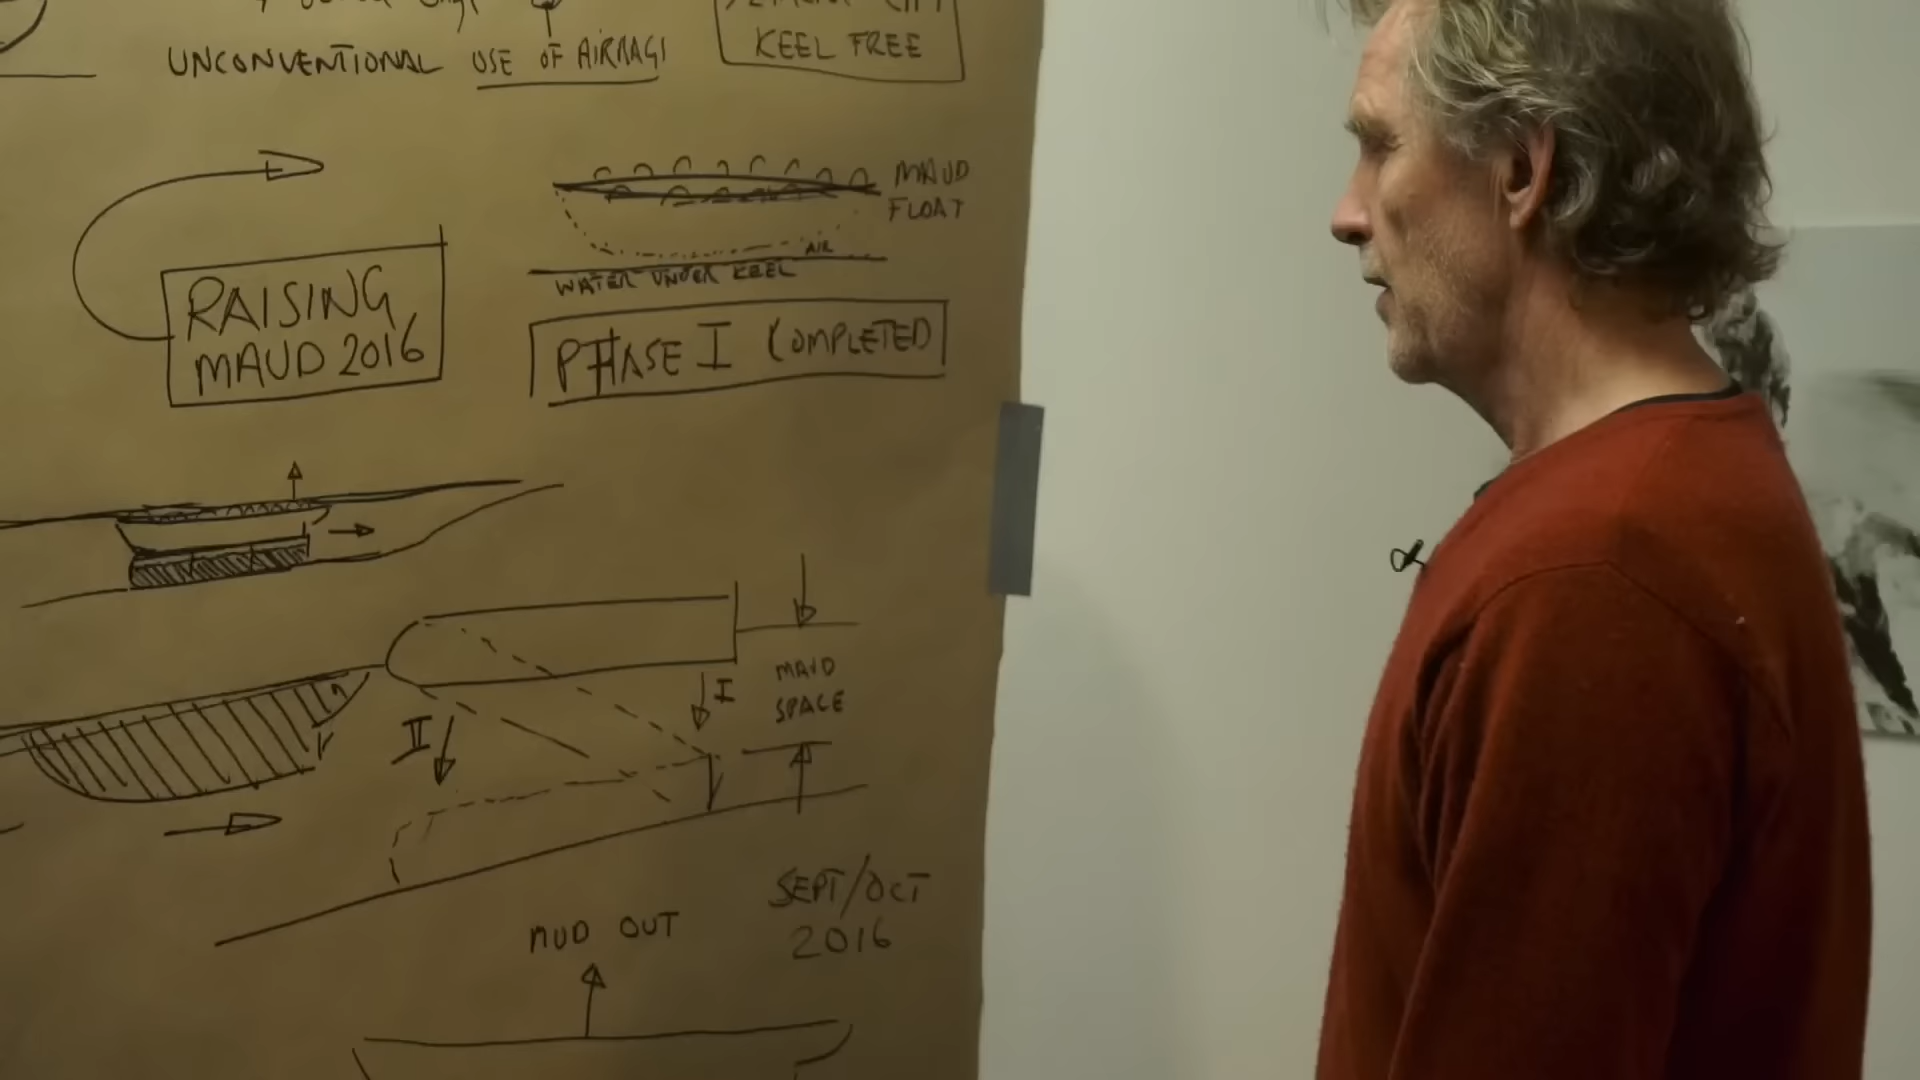 UNCONVENTIONAL USE OF AIRBAGS
KEEL FREE
MAUD
FLOAT
AIR
WATER UNDER KEEL
RAISING
MAUD 2016
PHASE I COMPLETED
MAUD
SPACE
I
II
SEPT/OCT
2016
MUD OUT